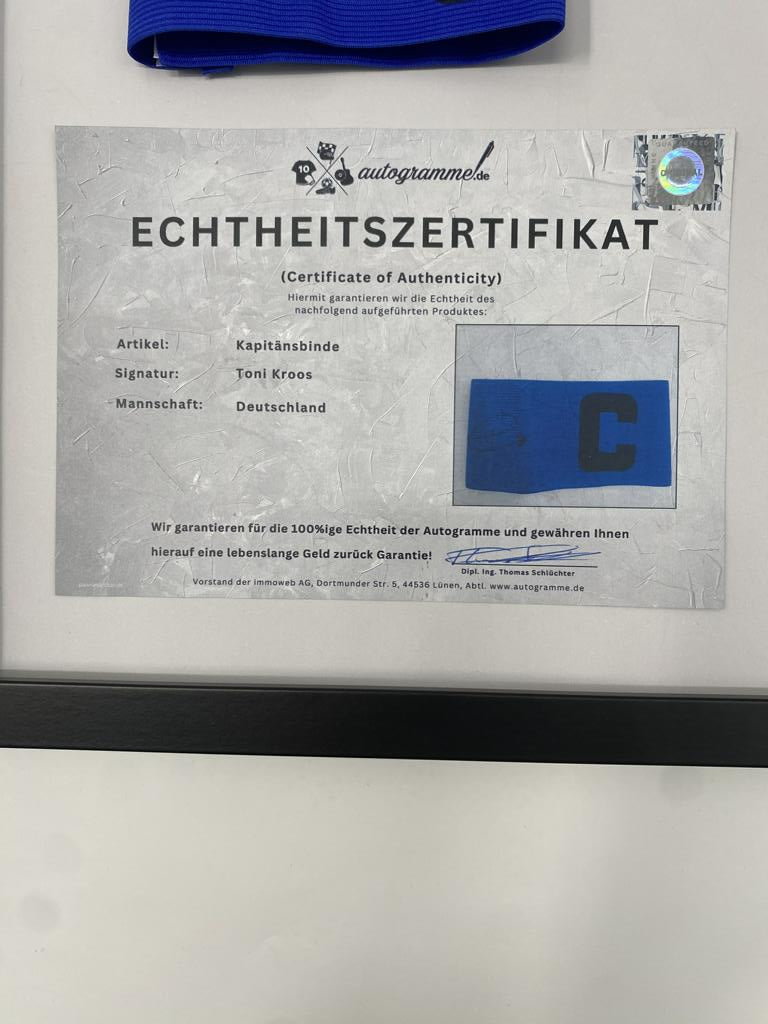 10
autogramme.de
ORIGINAL
ECHTHEITSZERTIFIKAT
(Certificate of Authenticity)
Hiermit garantieren wir die Echtheit des
nachfolgend aufgeführten Produktes:
Artikel: Kapitänsbinde
Signatur: Toni Kroos
Mannschaft: Deutschland
C
Wir garantieren für die 100%ige Echtheit der Autogramme und gewähren Ihnen
hierauf eine lebenslange Geld zurück Garantie!
Dipl. Ing. Thomas Schlüchter
Vorstand der immoweb AG, Dortmunder Str. 5, 44536 Lünen, Abtl. www.autogramme.de